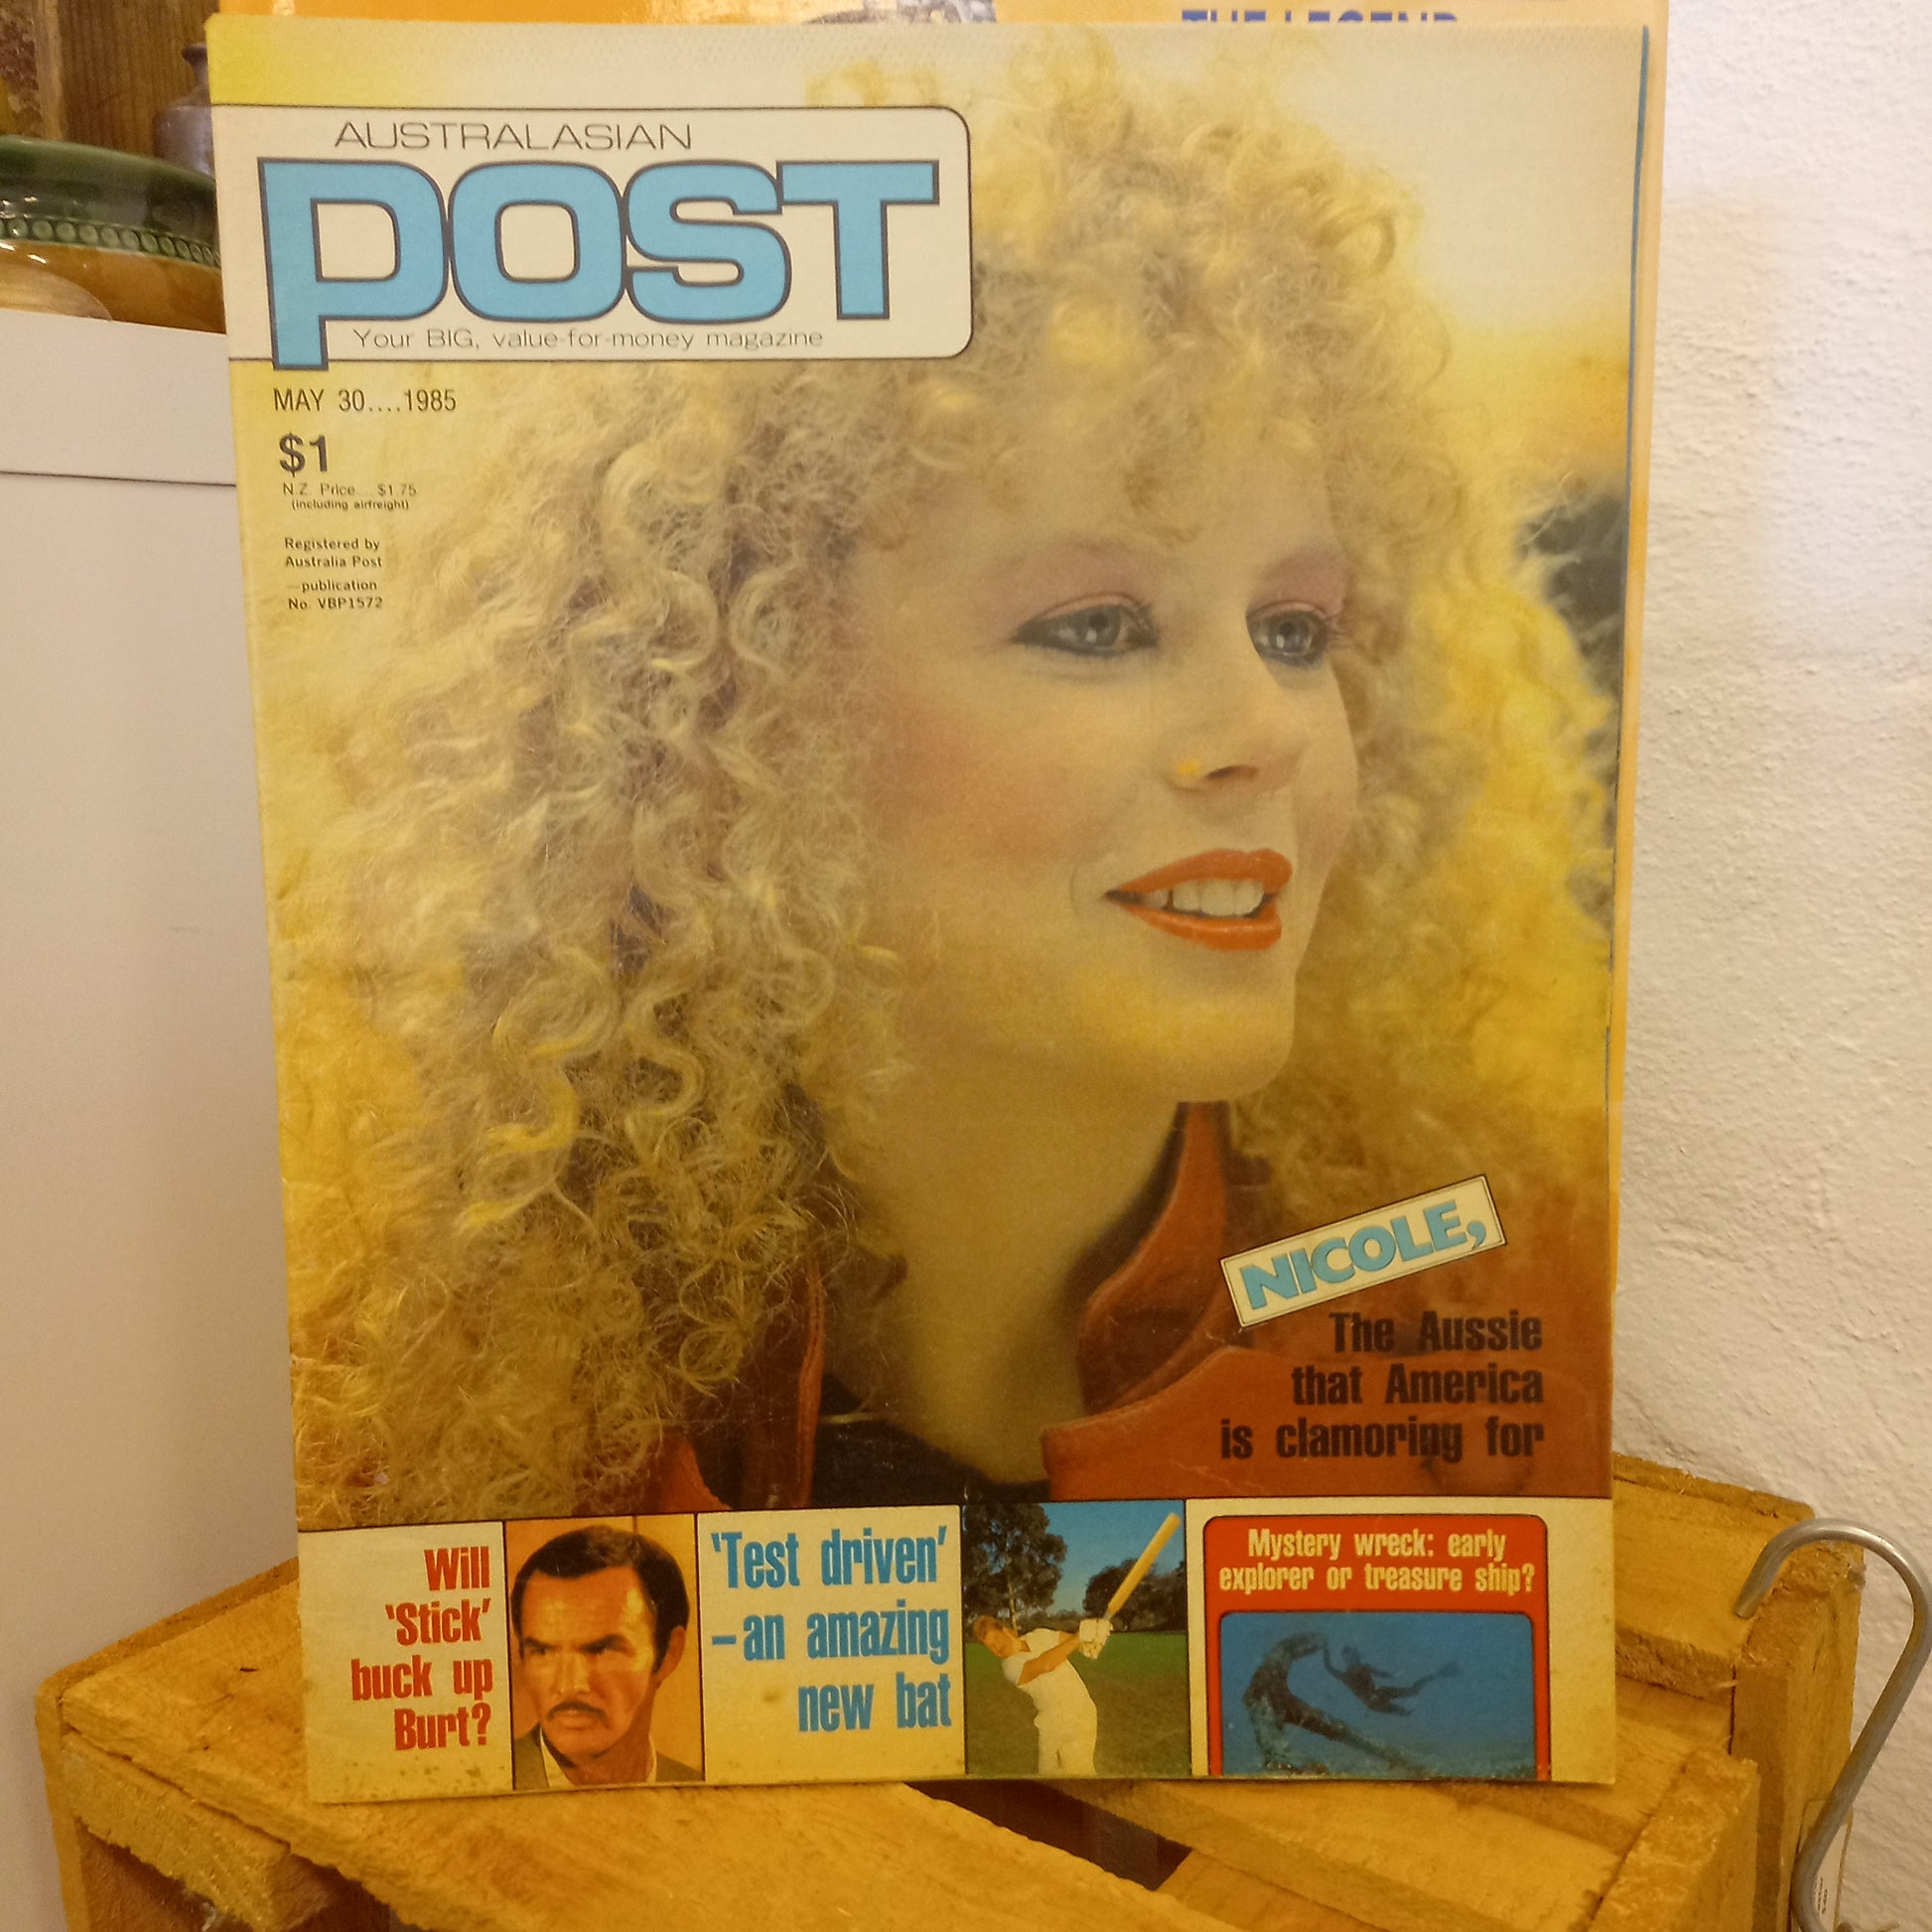 THE LEGEND
AUSTRALASIAN
POST
Your BIG, value-for-money magazine
MAY 30....1985
$1
N.Z. Price.... $1.75
(including airfreight)
Registered by
Australia Post
—publication
No. VBP1572
NICOLE,
The Aussie
that America
is clamoring for
Will
'Stick'
buck up
Burt?
'Test driven'
– an amazing
new bat
Mystery wreck: early
explorer or treasure ship?